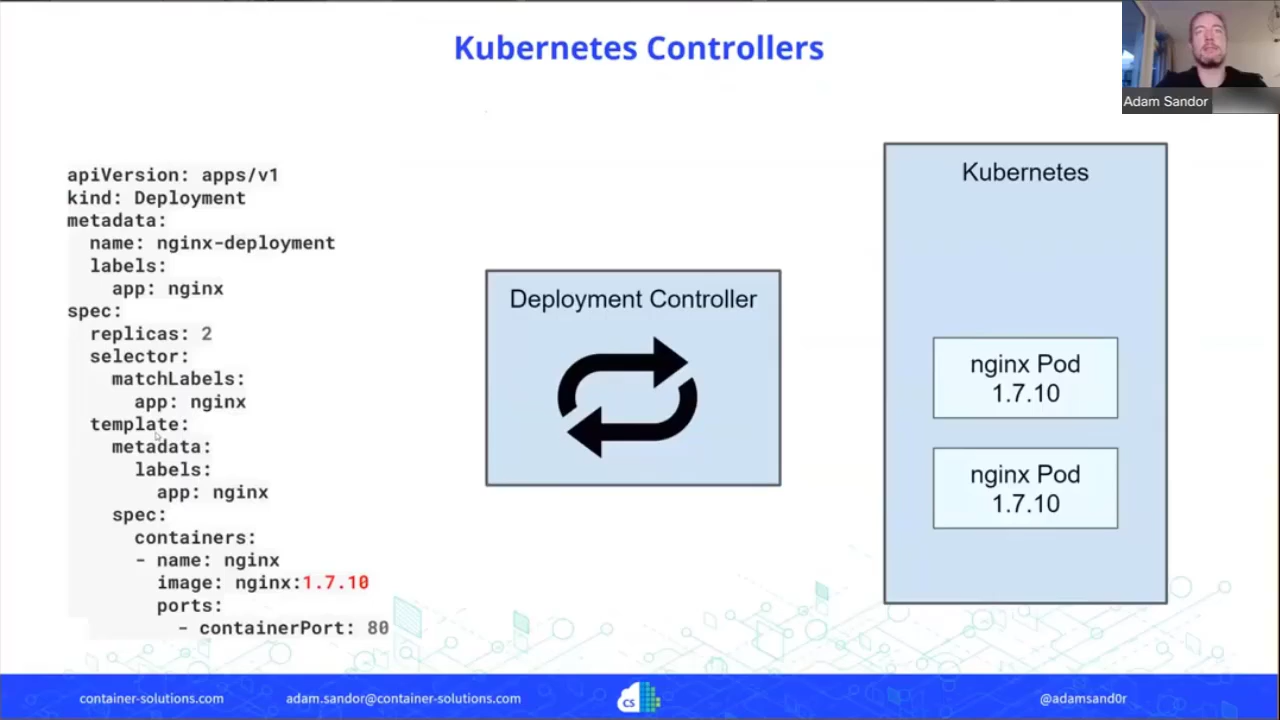 Kubernetes Controllers
Adam Sandor
apiVersion: apps/v1
kind: Deployment
metadata:
  name: nginx-deployment
  labels:
    app: nginx
spec:
  replicas: 2
  selector:
    matchLabels:
      app: nginx
  template:
    metadata:
      labels:
        app: nginx
    spec:
      containers:
      - name: nginx
        image: nginx:1.7.10
        ports:
          - containerPort: 80
Deployment Controller
Kubernetes
nginx Pod
1.7.10
nginx Pod
1.7.10
container-solutions.com
adam.sandor@container-solutions.com
cs
@adamsand0r